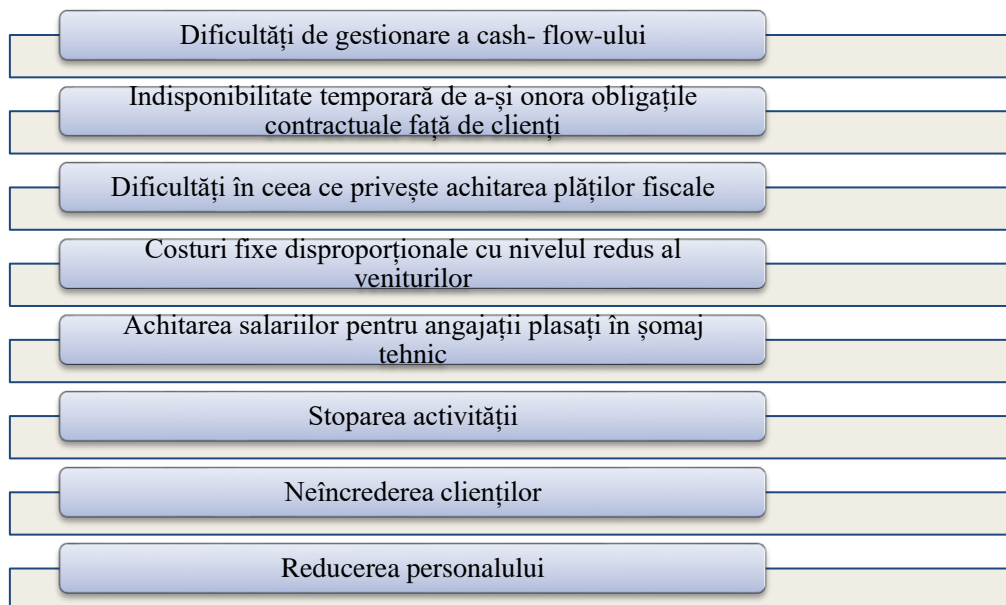 Dificultăți de gestionare a cash- flow-ului
Indisponibilitate temporară de a-și onora obligațile
contractuale față de clienți
Dificultăți în ceea ce privește achitarea plăților fiscale
Costuri fixe disproporționale cu nivelul redus al
veniturilor
Achitarea salariilor pentru angajații plasați în șomaj
tehnic
Stoparea activității
Neîncrederea clienților
Reducerea personalului